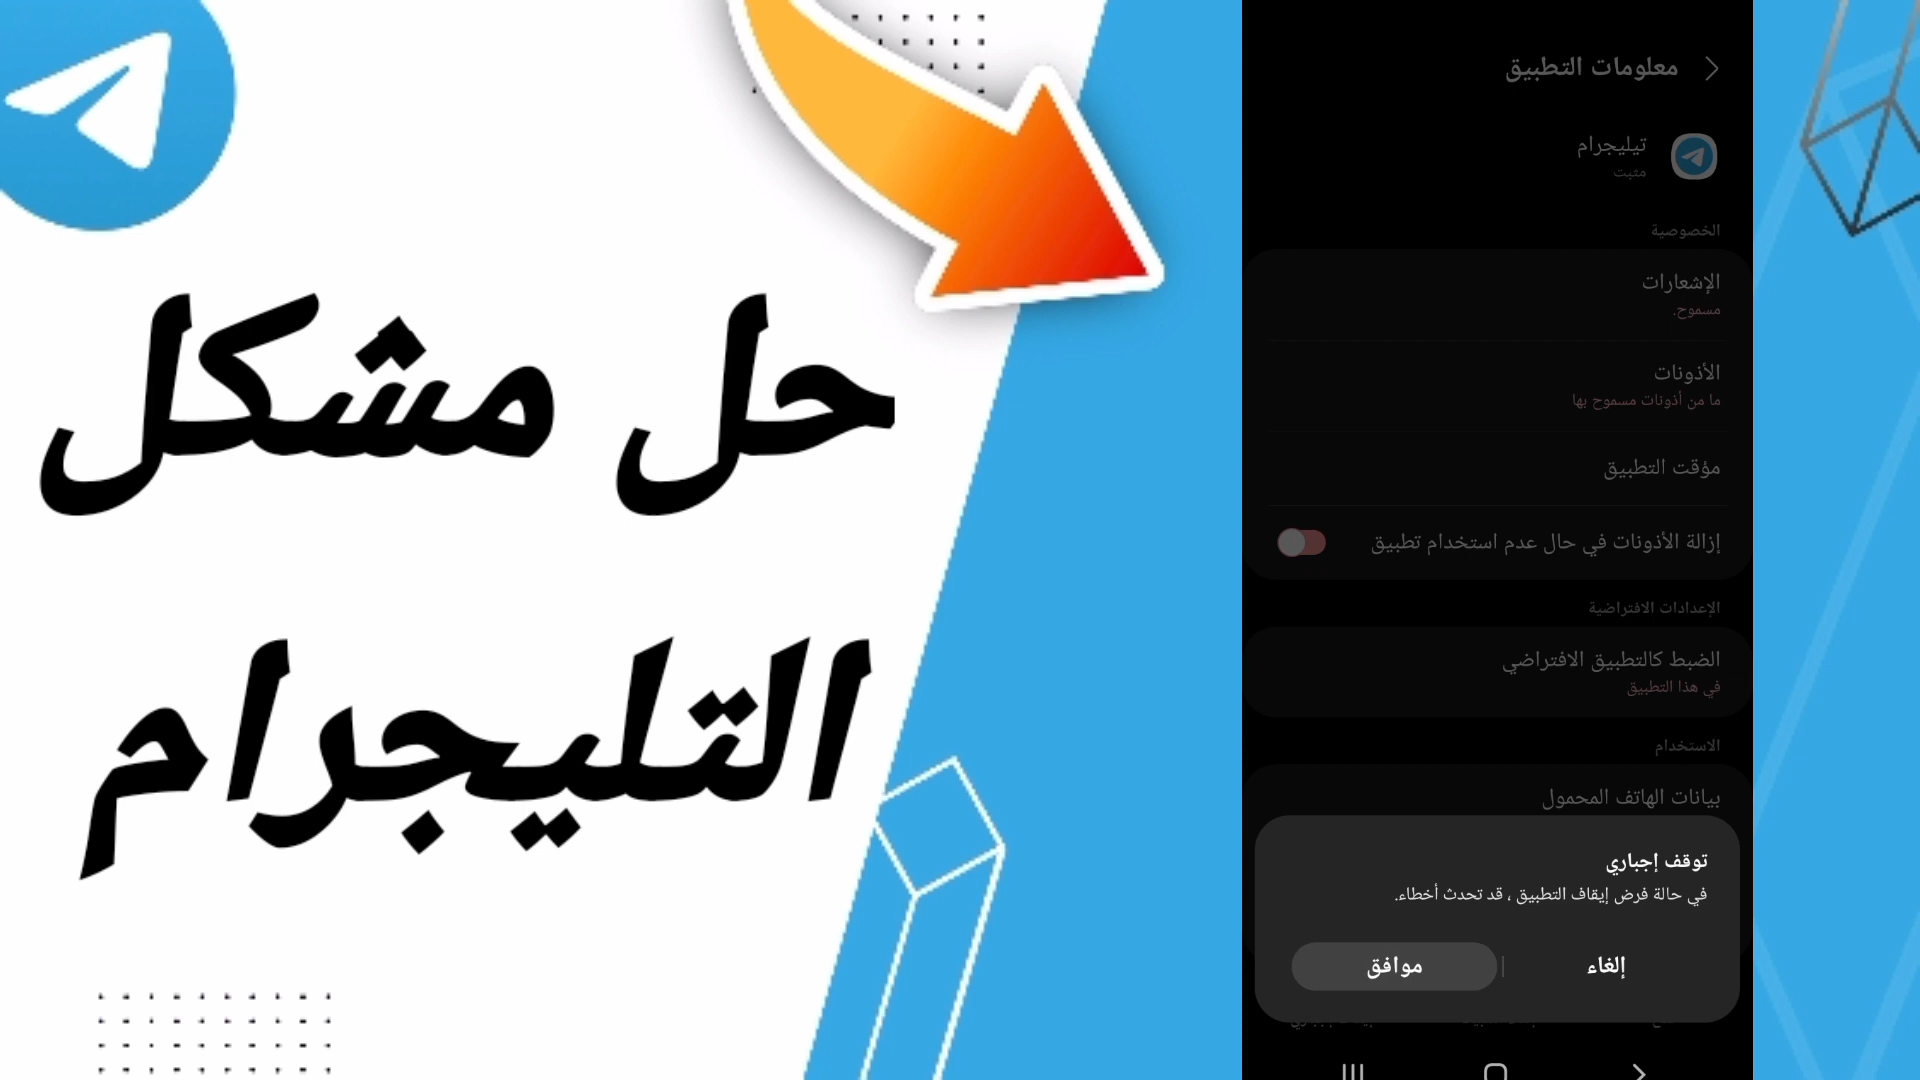 حل مشكل
التليجرام
معلومات التطبيق
تيليجرام
مثبت
الخصوصية
الإشعارات
مسموح.
الأذونات
ما من أذونات مسموح بها
مؤقت التطبيق
إزالة الأذونات في حال عدم استخدام تطبيق
الإعدادات الافتراضية
الضبط كالتطبيق الافتراضي
في هذا التطبيق
الاستخدام
بيانات الهاتف المحمول
توقف إجباري
في حالة فرض إيقاف التطبيق ، قد تحدث أخطاء.
إلغاء
موافق